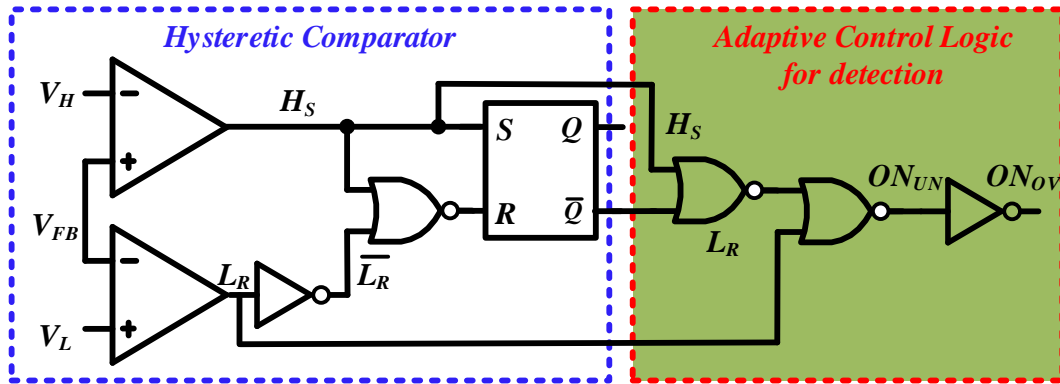 Hysteretic Comparator
Adaptive Control Logic
for detection
V_H
−
+
H_S
S
Q
H_S
R
Q̅
V_FB
−
+
V_L
L_R
L̅_R̅
L_R
ON_UN
ON_OV